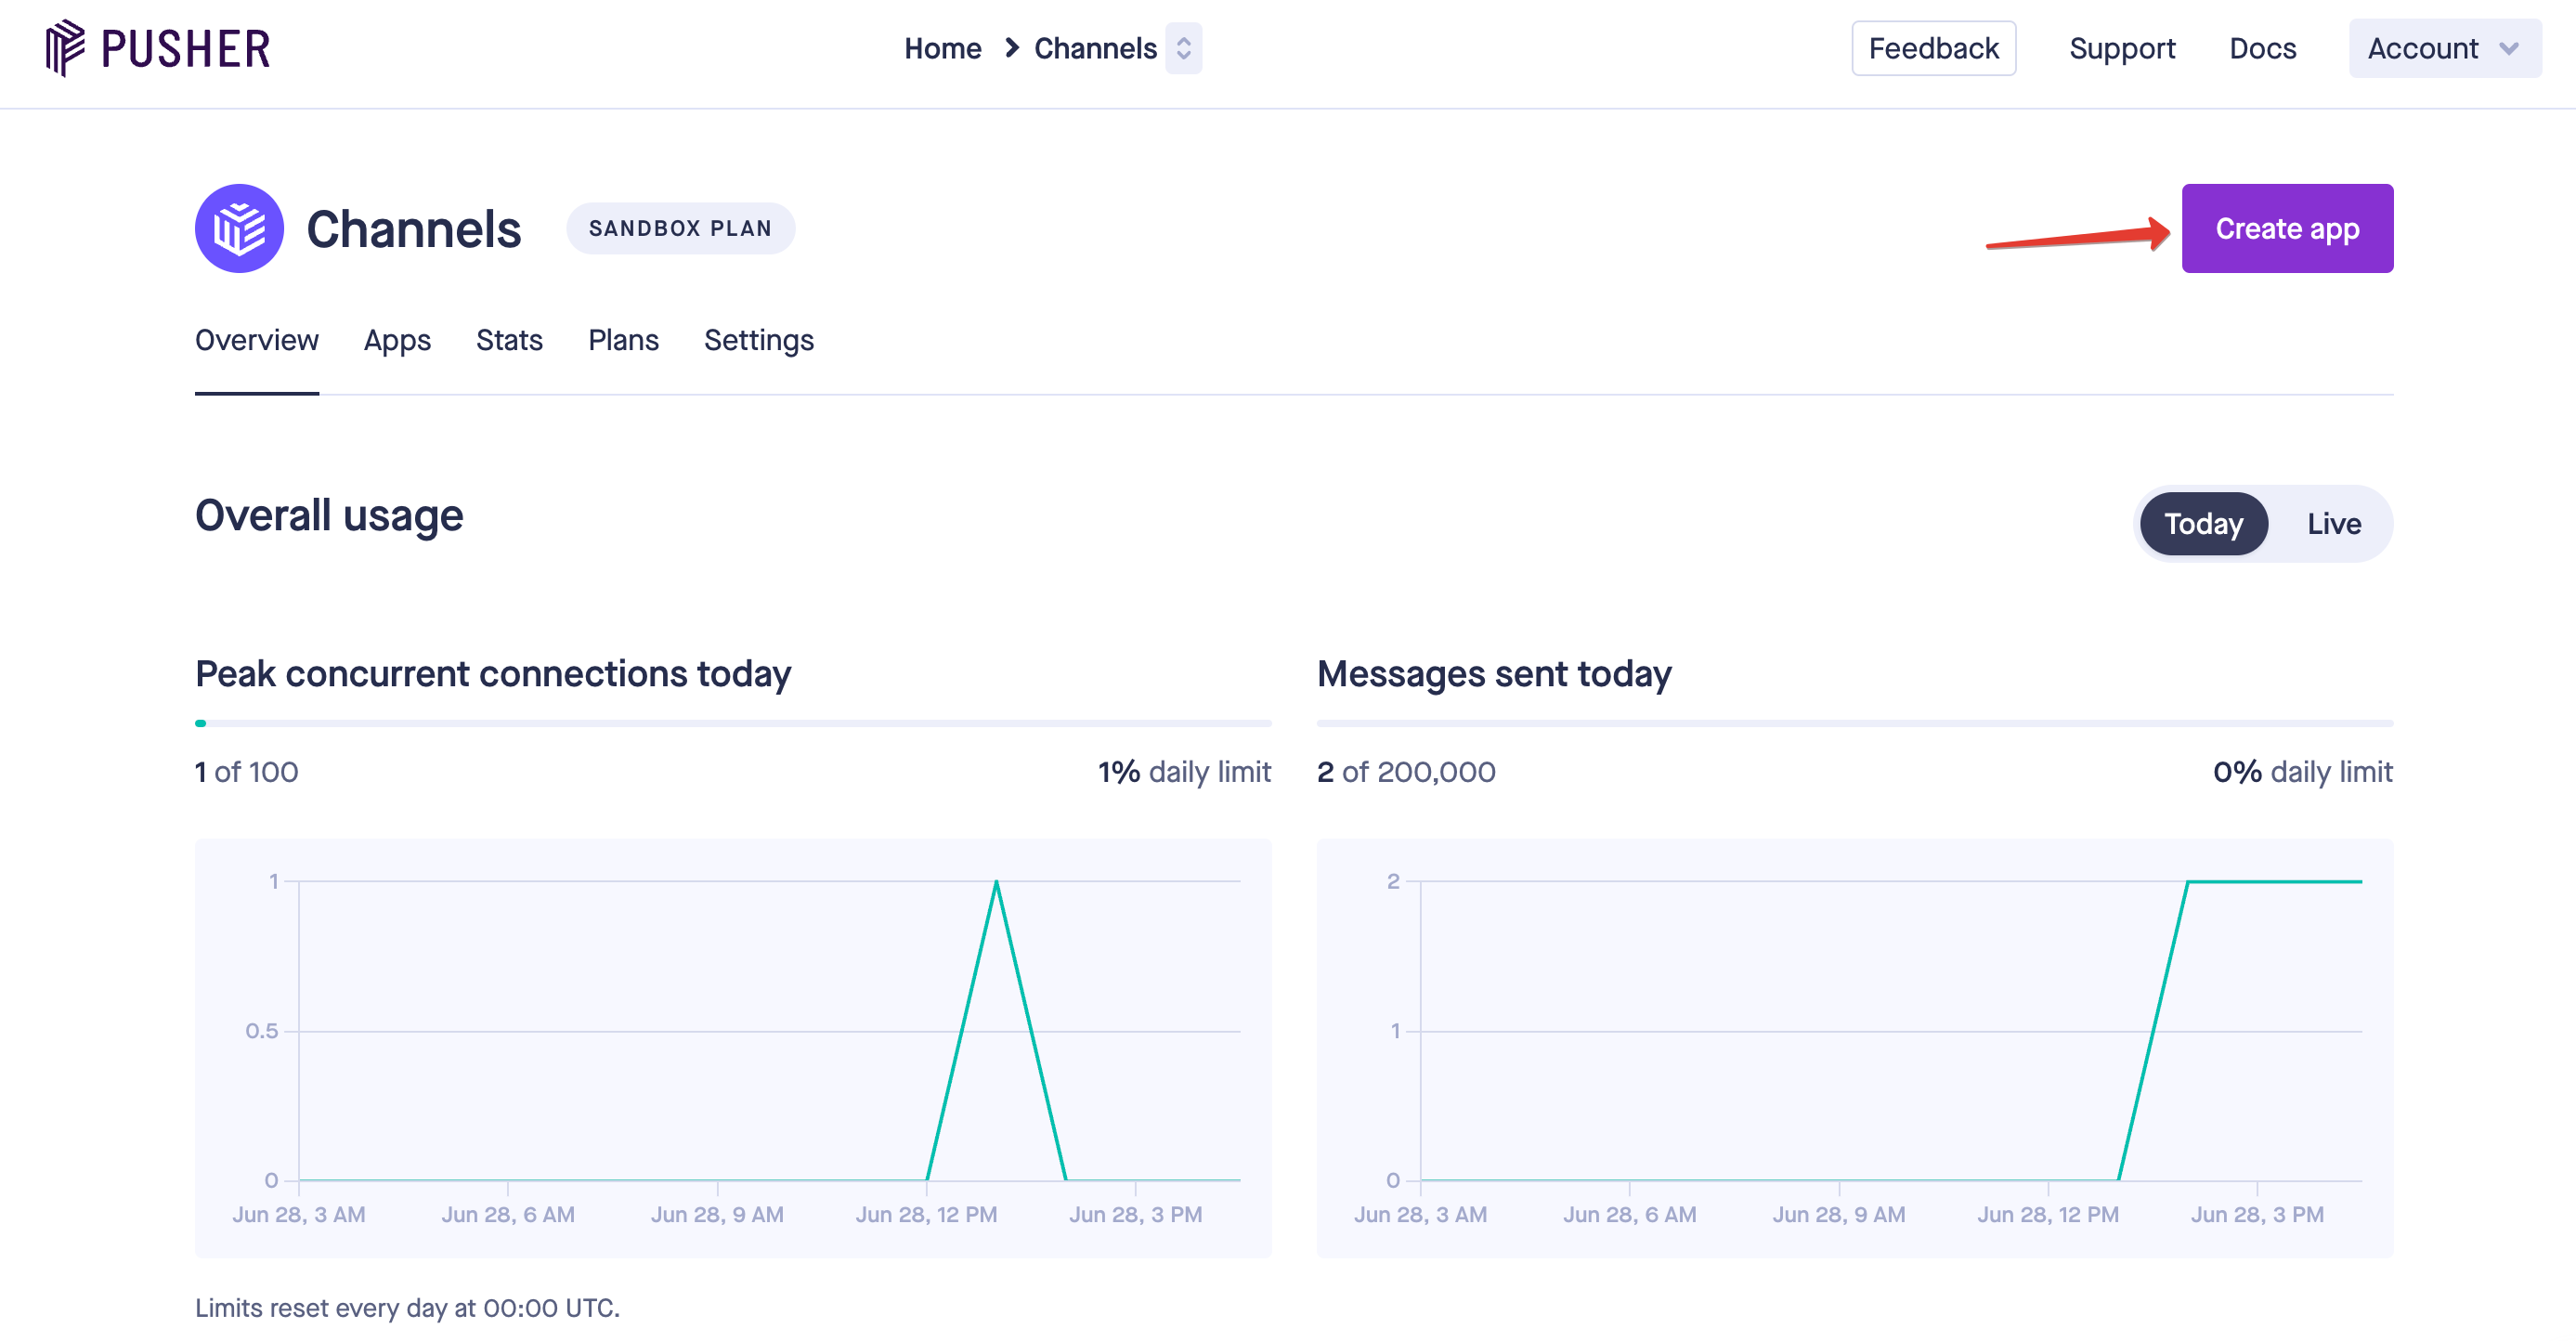 PUSHER
Home > Channels
Feedback
Support
Docs
Account
Channels
SANDBOX PLAN
Create app
Overview Apps Stats Plans Settings
Overall usage
Today Live
Peak concurrent connections today
1 of 100
1% daily limit
1
0.5
0
Jun 28, 3 AM Jun 28, 6 AM Jun 28, 9 AM Jun 28, 12 PM Jun 28, 3 PM
Messages sent today
2 of 200,000
0% daily limit
2
1
0
Jun 28, 3 AM Jun 28, 6 AM Jun 28, 9 AM Jun 28, 12 PM Jun 28, 3 PM
Limits reset every day at 00:00 UTC.